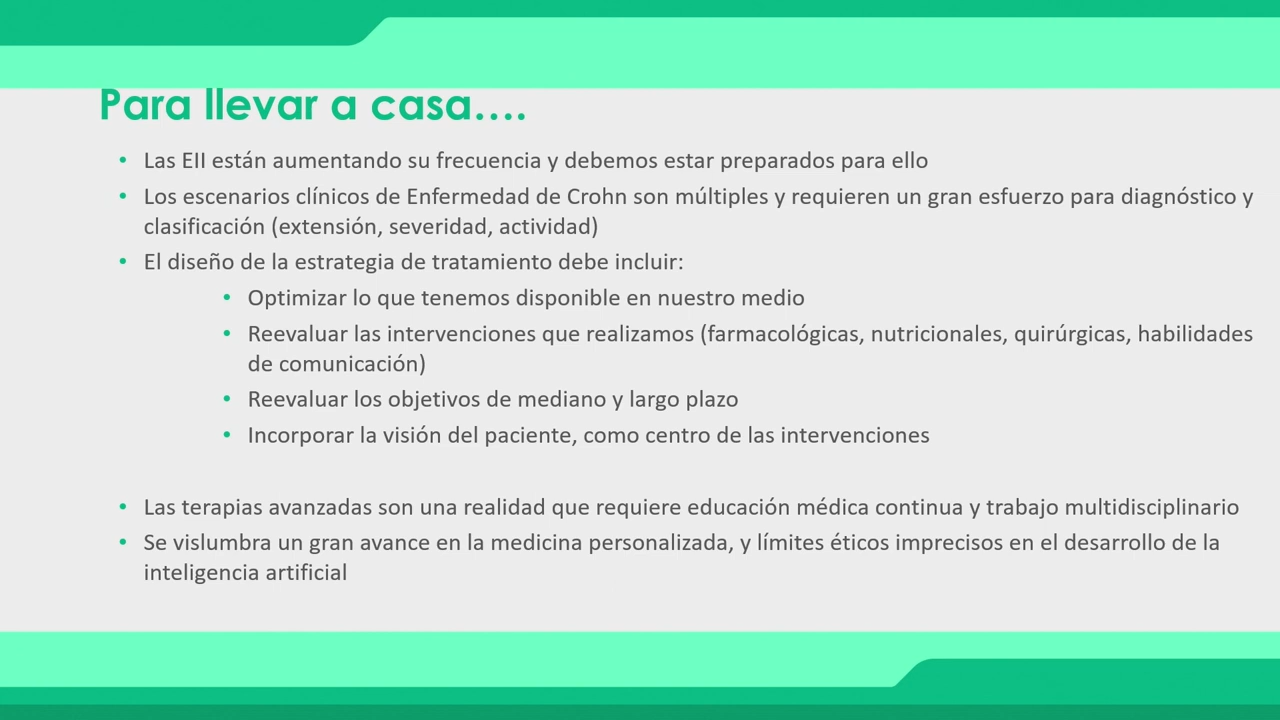 Para llevar a casa....
• Las EII están aumentando su frecuencia y debemos estar preparados para ello
• Los escenarios clínicos de Enfermedad de Crohn son múltiples y requieren un gran esfuerzo para diagnóstico y
clasificación (extensión, severidad, actividad)
• El diseño de la estrategia de tratamiento debe incluir:
• Optimizar lo que tenemos disponible en nuestro medio
• Reevaluar las intervenciones que realizamos (farmacológicas, nutricionales, quirúrgicas, habilidades
de comunicación)
• Reevaluar los objetivos de mediano y largo plazo
• Incorporar la visión del paciente, como centro de las intervenciones
• Las terapias avanzadas son una realidad que requiere educación médica continua y trabajo multidisciplinario
• Se vislumbra un gran avance en la medicina personalizada, y límites éticos imprecisos en el desarrollo de la
inteligencia artificial